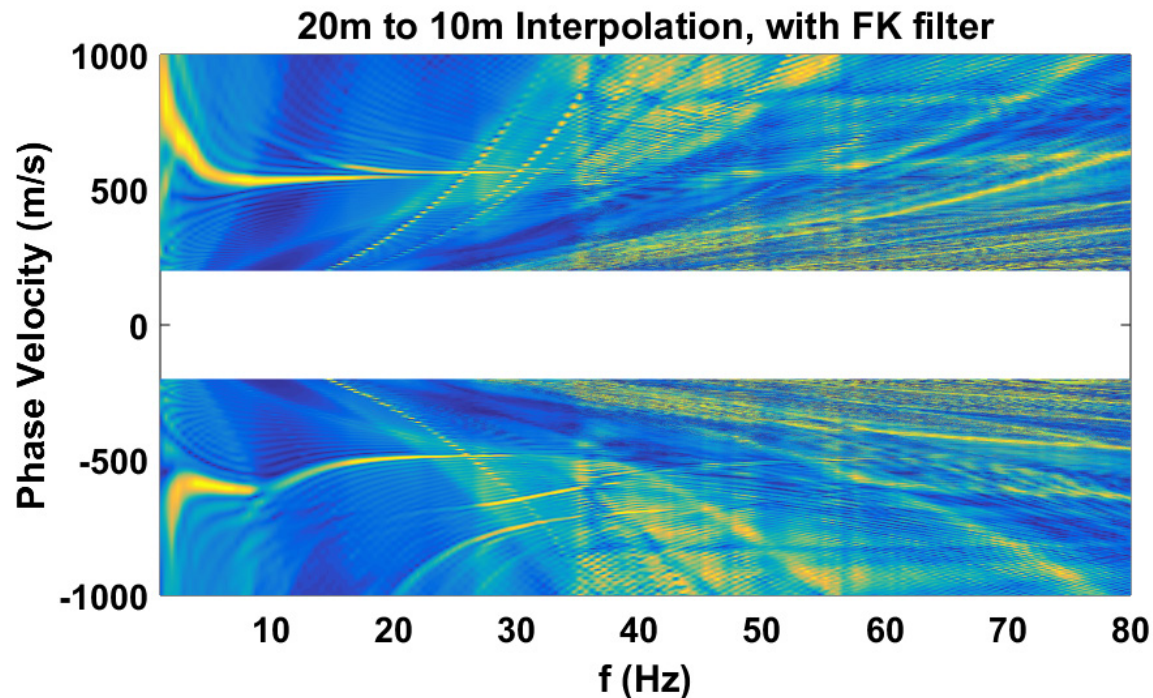 20m to 10m Interpolation, with FK filter
1000
500
0
-500
-1000
Phase Velocity (m/s)
10 20 30 40 50 60 70 80
f (Hz)